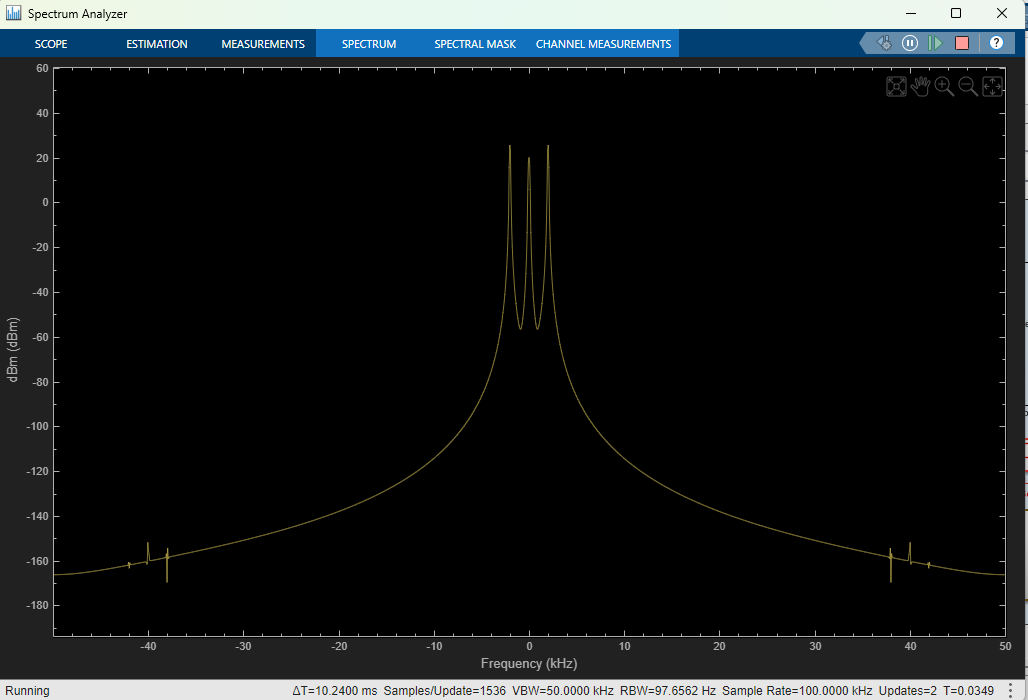 Spectrum Analyzer
SCOPE ESTIMATION MEASUREMENTS SPECTRUM SPECTRAL MASK CHANNEL MEASUREMENTS
60
40
20
0
-20
-40
-60
-80
-100
-120
-140
-160
-180
dBm (dBm)
-40 -30 -20 -10 0 10 20 30 40 50
Frequency (kHz)
Running ΔT=10.2400 ms Samples/Update=1536 VBW=50.0000 kHz RBW=97.6562 Hz Sample Rate=100.0000 kHz Updates=2 T=0.0349